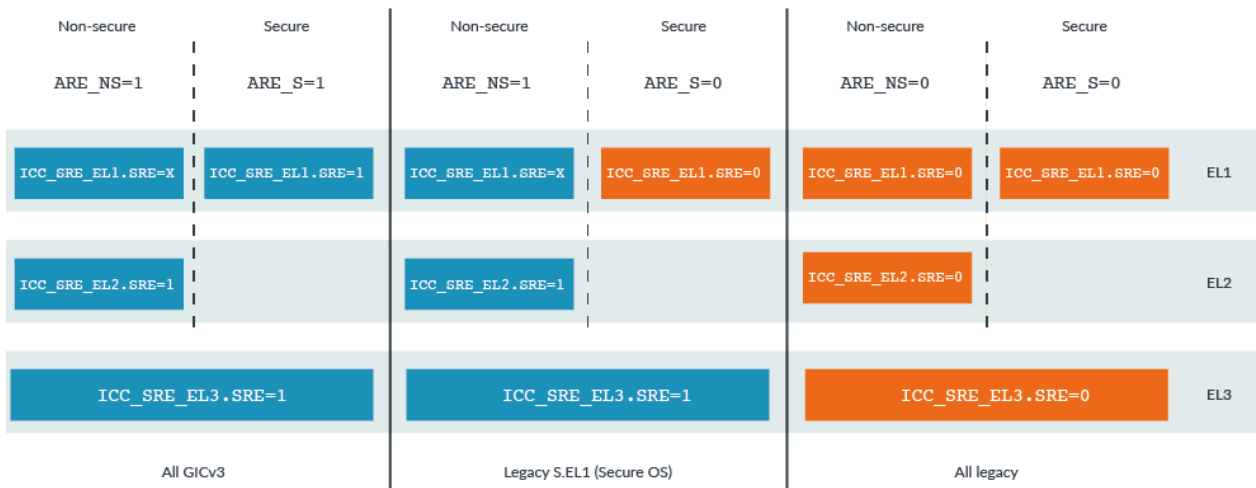 Non-secure Secure Non-secure Secure Non-secure Secure
ARE_NS=1 ARE_S=1 ARE_NS=1 ARE_S=0 ARE_NS=0 ARE_S=0
ICC_SRE_EL1.SRE=X ICC_SRE_EL1.SRE=1 ICC_SRE_EL1.SRE=X ICC_SRE_EL1.SRE=0 ICC_SRE_EL1.SRE=0 ICC_SRE_EL1.SRE=0 EL1
ICC_SRE_EL2.SRE=1 ICC_SRE_EL2.SRE=1 ICC_SRE_EL2.SRE=0 EL2
ICC_SRE_EL3.SRE=1 ICC_SRE_EL3.SRE=1 ICC_SRE_EL3.SRE=0 EL3
All GICv3 Legacy S.EL1 (Secure OS) All legacy